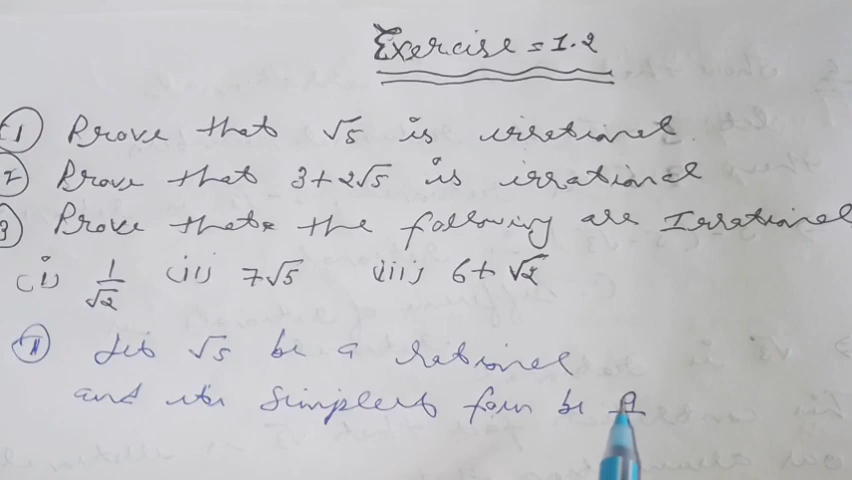 Exercise = 1.2
① Prove that √5 is irrational.
2 Prove that 3+2√5 is irrational
3 Prove that the following are Irrational
(i) 1/√2 (ii) 7√5 (iii) 6+√2
① Let √5 be a rational
and its simplest form be a